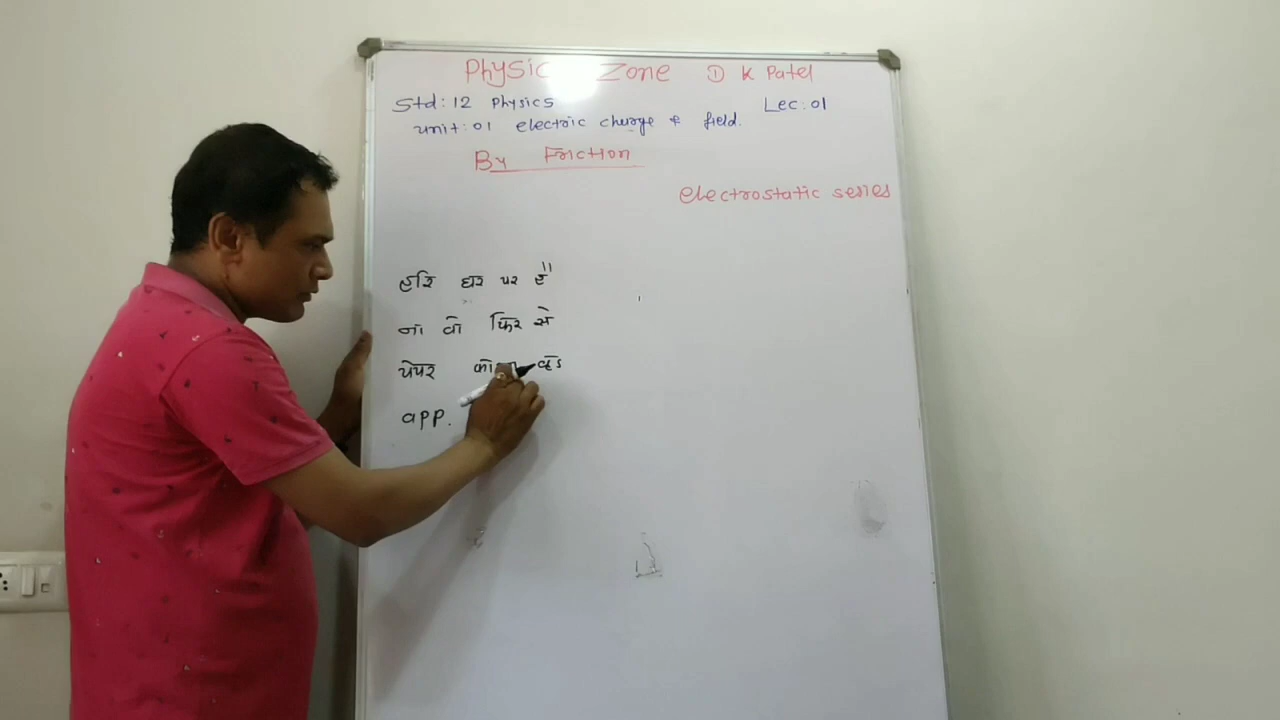 Physic Zone ① K Patel
Std: 12 Physics Lec: 01
unit: 01 electric charge & field.
By Friction
electrostatic series
हरि घर पर है"
ना वो फिर से
पेपर
app.